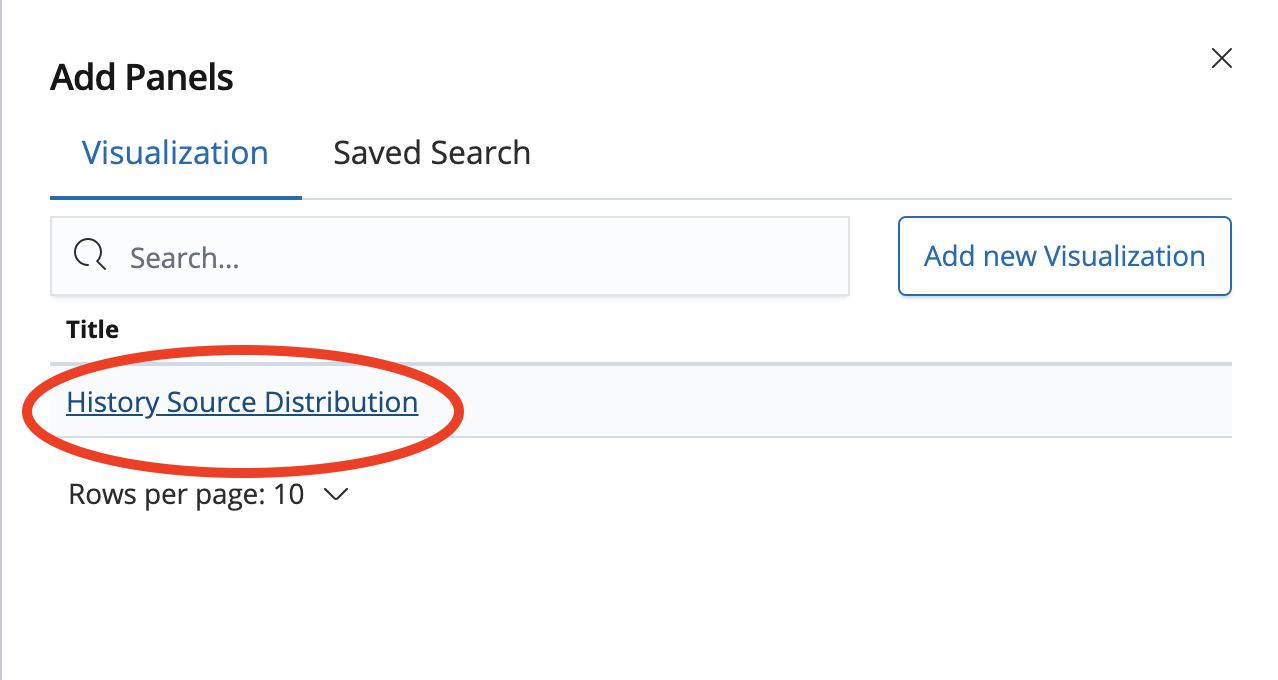 Add Panels
Visualization Saved Search
Search... Add new Visualization
Title
History Source Distribution
Rows per page: 10